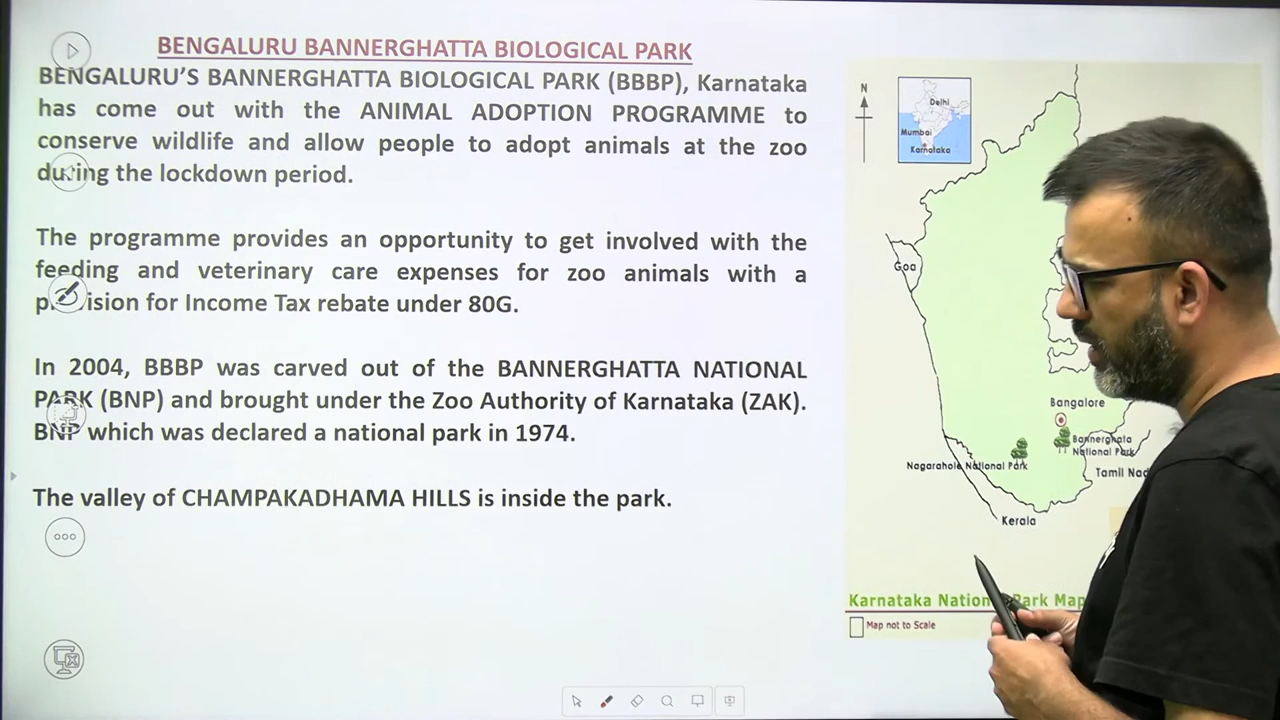 BENGALURU BANNERGHATTA BIOLOGICAL PARK
BENGALURU'S BANNERGHATTA BIOLOGICAL PARK (BBBP), Karnataka
has come out with the ANIMAL ADOPTION PROGRAMME to
conserve wildlife and allow people to adopt animals at the zoo
during the lockdown period.
The programme provides an opportunity to get involved with the
feeding and veterinary care expenses for zoo animals with a
provision for Income Tax rebate under 80G.
In 2004, BBBP was carved out of the BANNERGHATTA NATIONAL
PARK (BNP) and brought under the Zoo Authority of Karnataka (ZAK).
BNP which was declared a national park in 1974.
The valley of CHAMPAKADHAMA HILLS is inside the park.
N
Delhi
Mumbai
Karnataka
Goa
Bangalore
Bannerghata
National Park
Nagarahole National Park
Tamil Nad
Kerala
Karnataka National Park Map
Map not to Scale